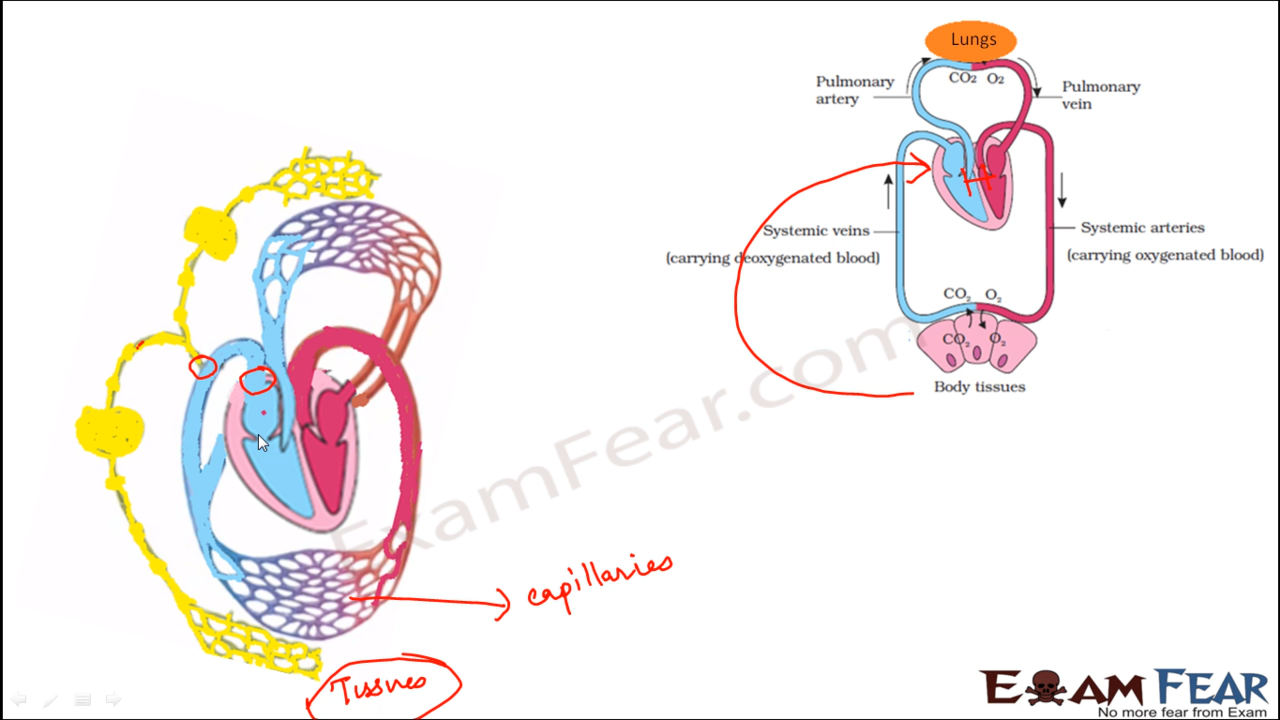 Lungs
CO2 O2
Pulmonary
artery
Pulmonary
vein
Systemic veins
(carrying deoxygenated blood)
Systemic arteries
(carrying oxygenated blood)
CO2 O2
CO2 O2
Body tissues
ExamFear.com
capillaries
Tissues
EXAM FEAR
No more fear from Exam